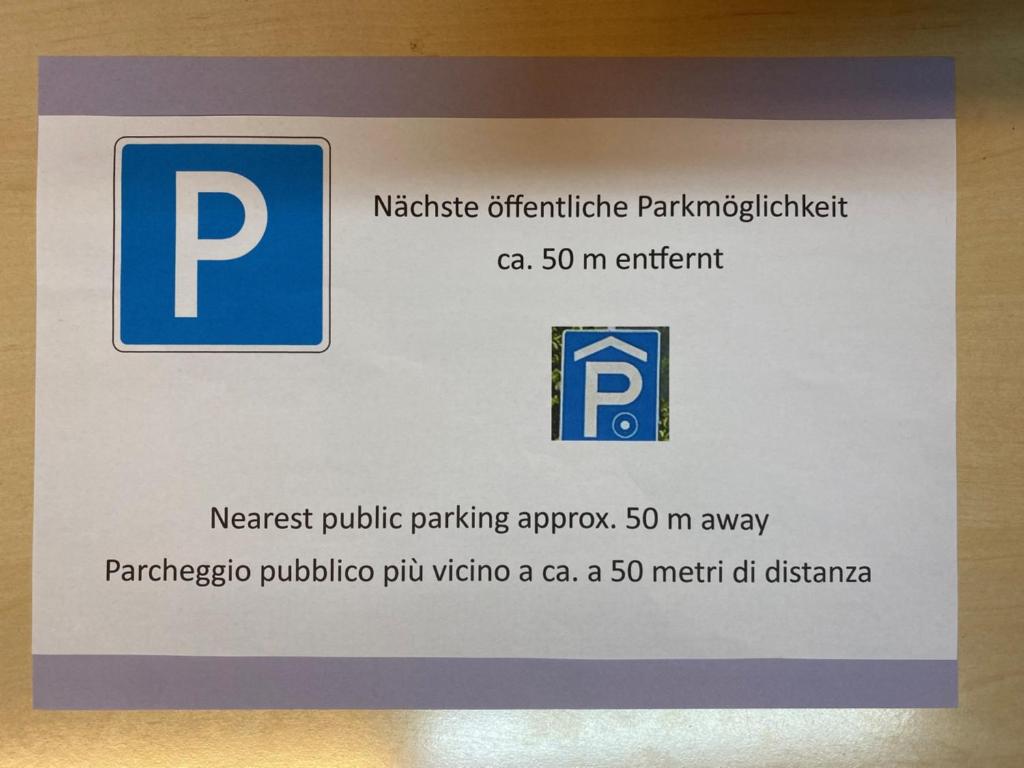 P
Nächste öffentliche Parkmöglichkeit
ca. 50 m entfernt
P
Nearest public parking approx. 50 m away
Parcheggio pubblico più vicino a ca. a 50 metri di distanza